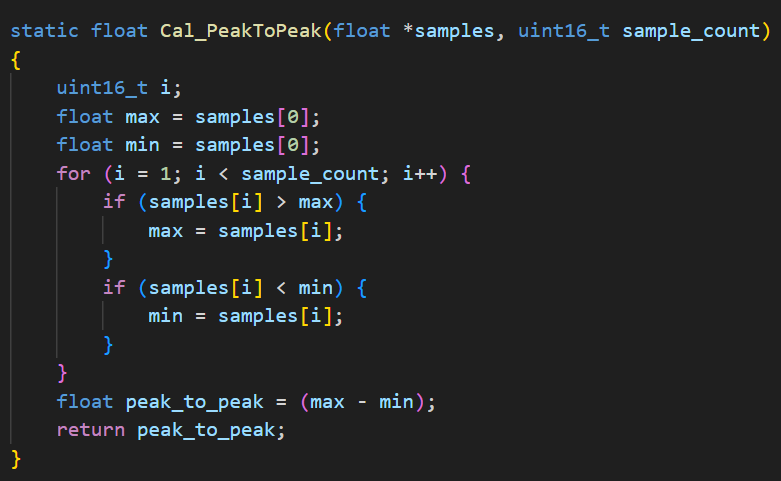 static float Cal_PeakToPeak(float *samples, uint16_t sample_count)
{
    uint16_t i;
    float max = samples[0];
    float min = samples[0];
    for (i = 1; i < sample_count; i++) {
        if (samples[i] > max) {
            max = samples[i];
        }
        if (samples[i] < min) {
            min = samples[i];
        }
    }
    float peak_to_peak = (max - min);
    return peak_to_peak;
}